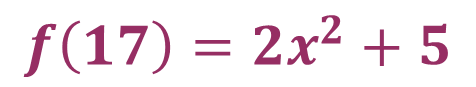 f(17) = 2x² + 5